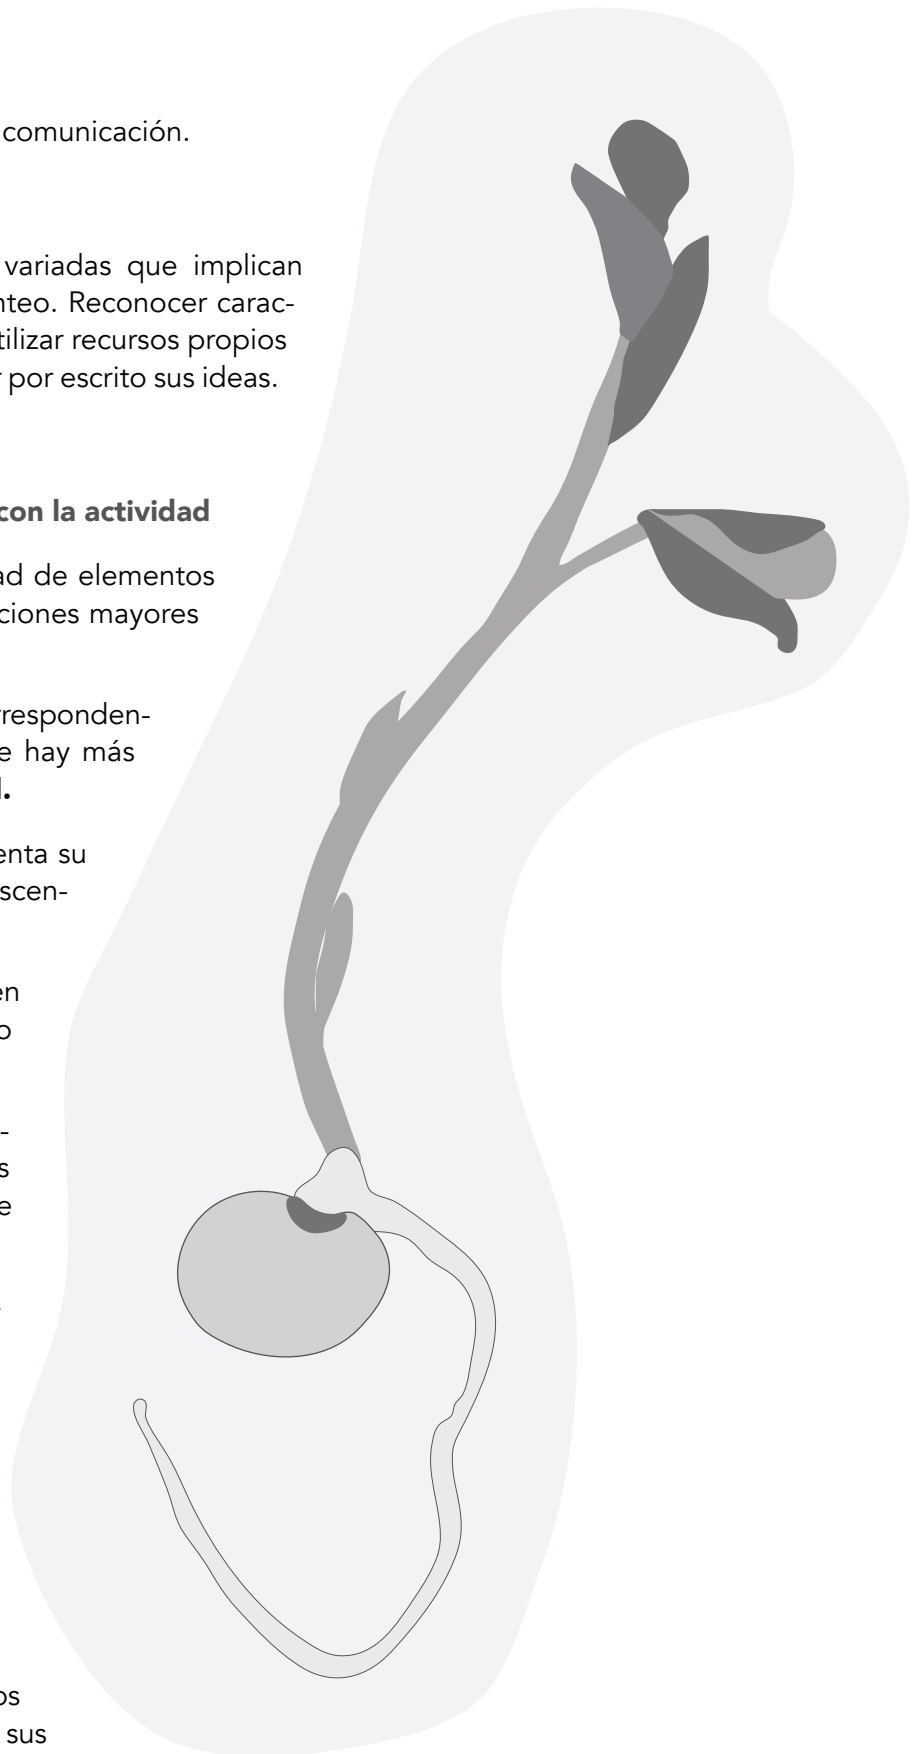 comunicación.
variadas que implican
nteo. Reconocer carac-
tilizar recursos propios
r por escrito sus ideas.
con la actividad
ad de elementos
ciones mayores
rresponden-
e hay más
l.
enta su
scen-
en
o
-
s
e
.
os
sus